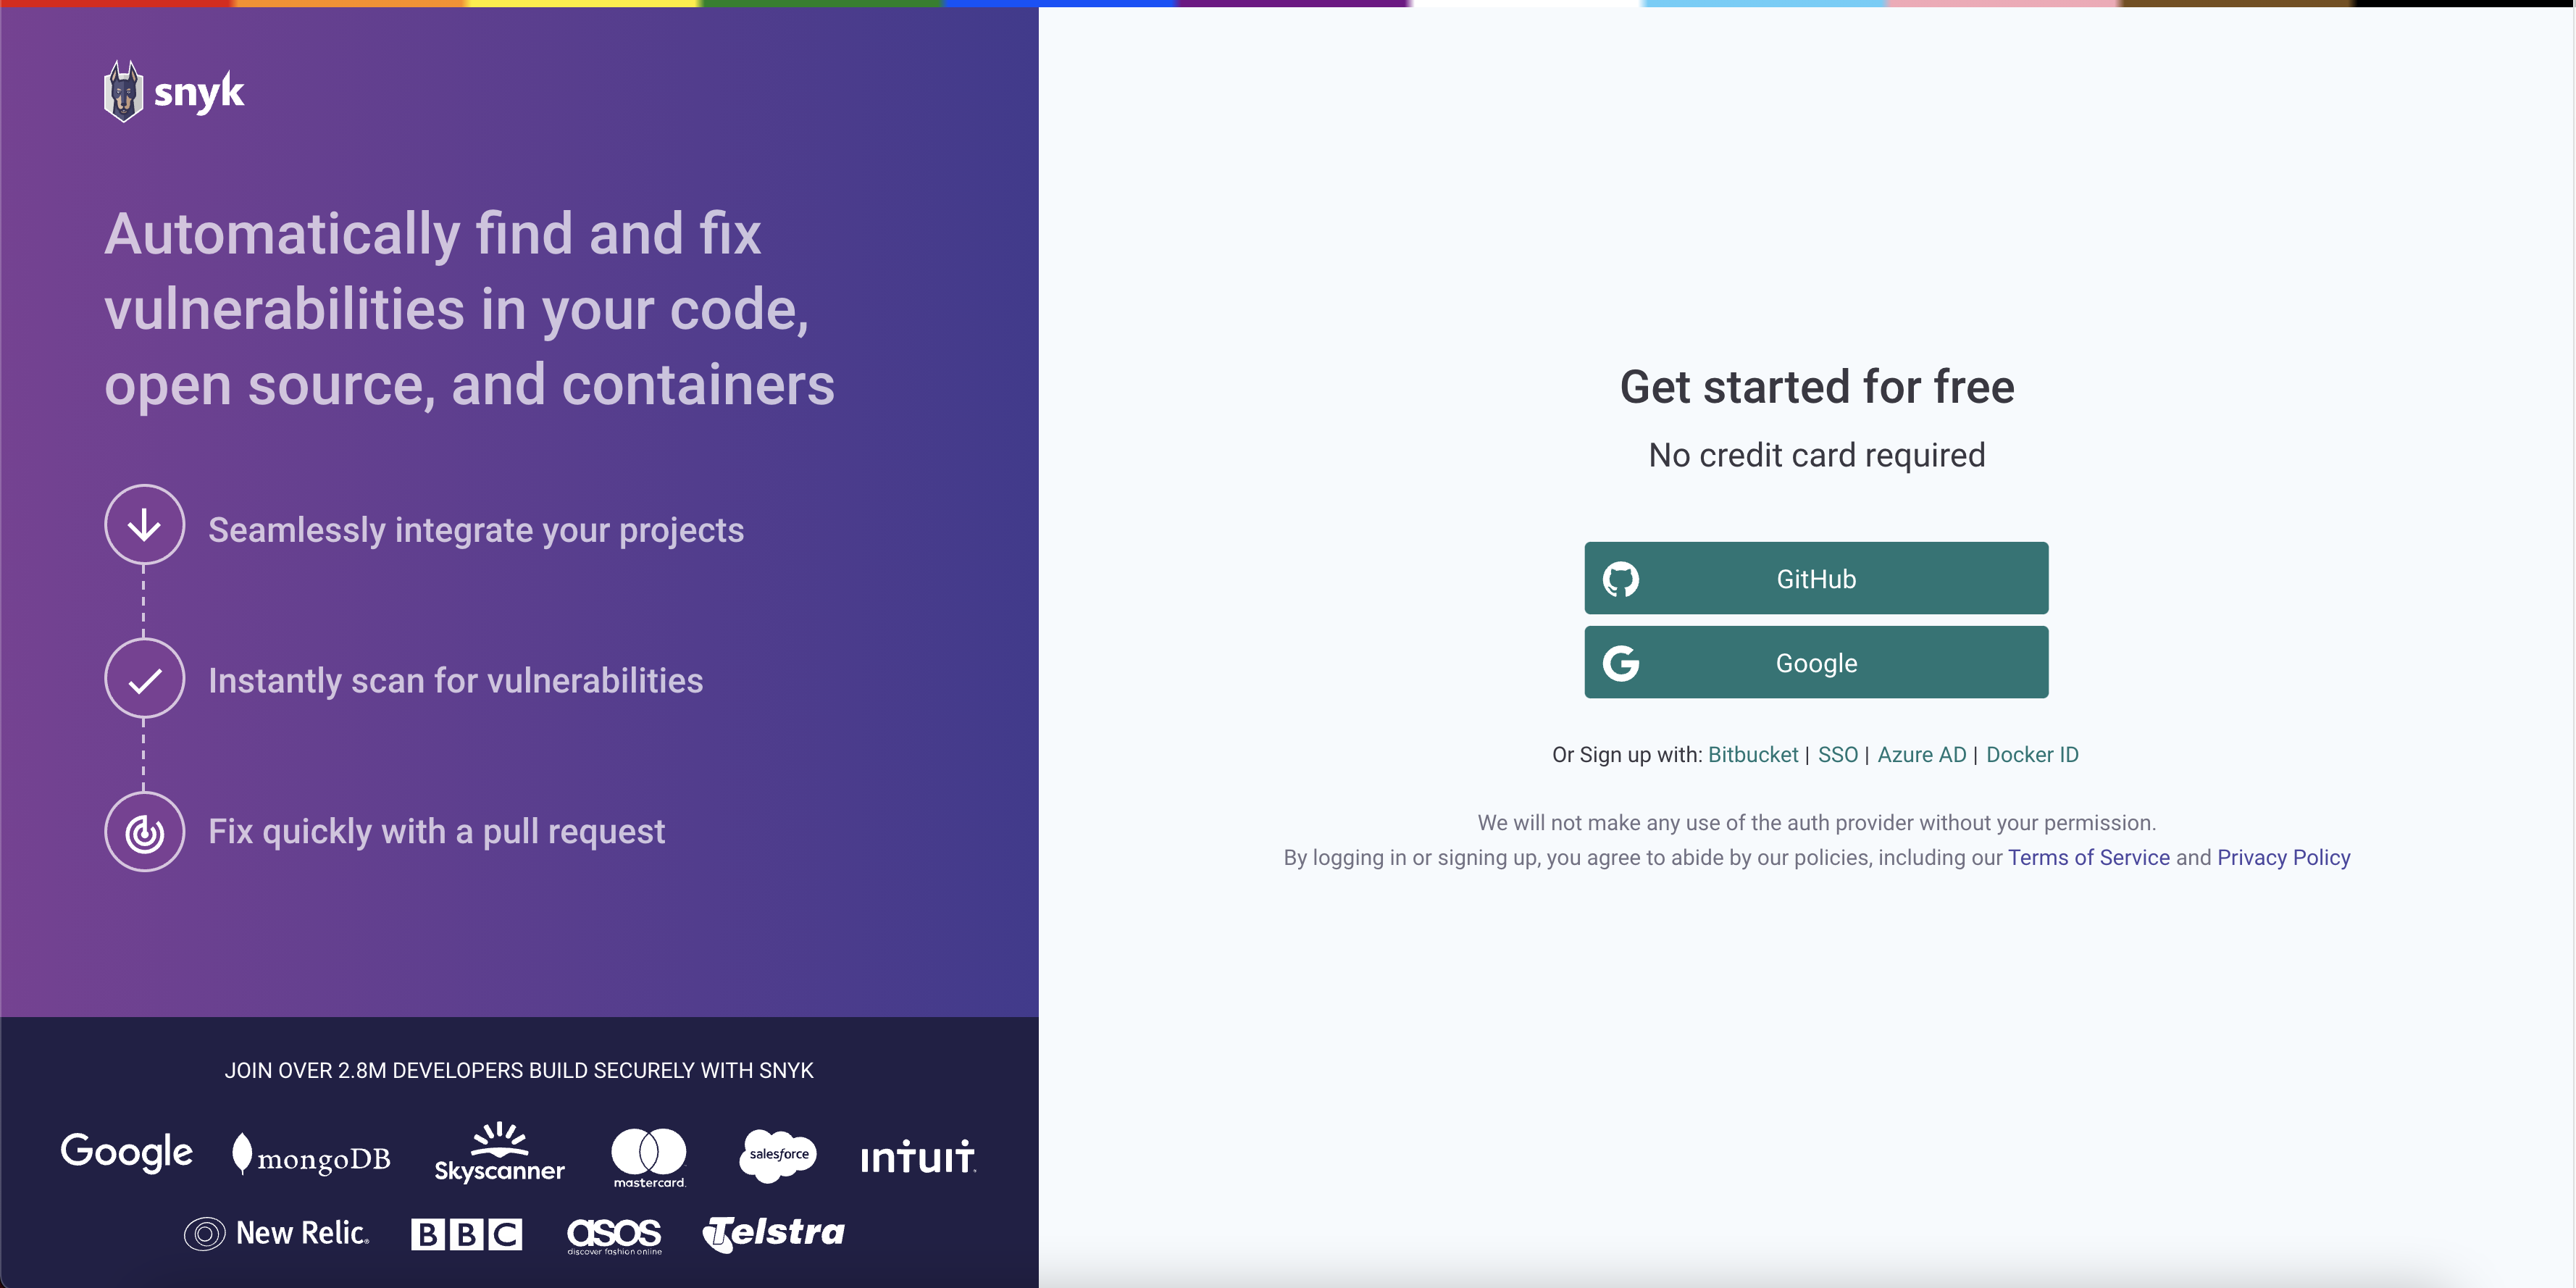 snyk
Automatically find and fix
vulnerabilities in your code,
open source, and containers
Seamlessly integrate your projects
Instantly scan for vulnerabilities
Fix quickly with a pull request
JOIN OVER 2.8M DEVELOPERS BUILD SECURELY WITH SNYK
Google mongoDB Skyscanner mastercard. salesforce intuit.
New Relic. BBC asos Telstra
discover fashion online
Get started for free
No credit card required
GitHub
Google
Or Sign up with: Bitbucket | SSO | Azure AD | Docker ID
We will not make any use of the auth provider without your permission.
By logging in or signing up, you agree to abide by our policies, including our Terms of Service and Privacy Policy